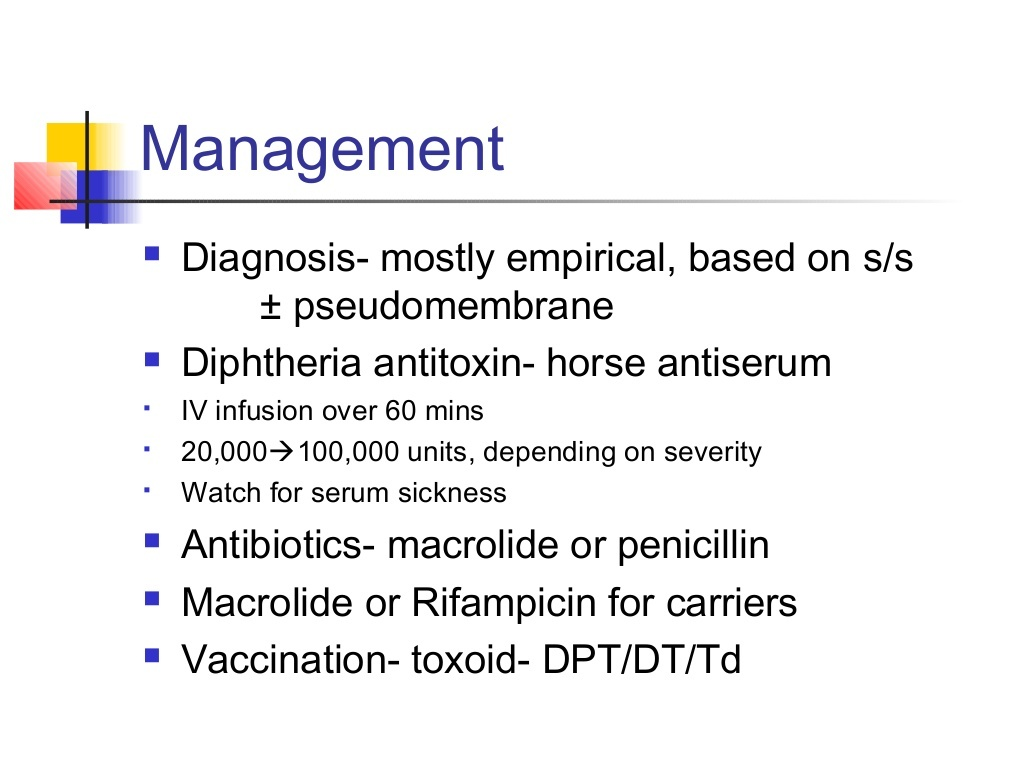 Management
Diagnosis- mostly empirical, based on s/s
± pseudomembrane
Diphtheria antitoxin- horse antiserum
IV infusion over 60 mins
20,000→100,000 units, depending on severity
Watch for serum sickness
Antibiotics- macrolide or penicillin
Macrolide or Rifampicin for carriers
Vaccination- toxoid- DPT/DT/Td